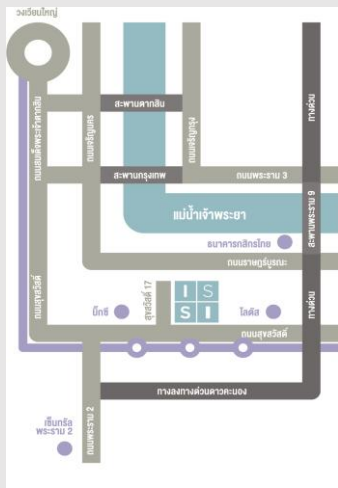 วงเวียนใหญ่
ถนนสมเด็จพระเจ้าตากสิน
ถนนเจริญนคร
สะพานตากสิน
ถนนเจริญกรุง
ทางด่วน
สะพานกรุงเทพ
ถนนพระราม 3
แม่น้ำเจ้าพระยา
สะพานพระราม 9
ธนาคารกสิกรไทย
ถนนราษฎร์บูรณะ
ถนนสุขสวัสดิ์
บิ๊กซี
สุขสวัสดิ์ 17
I S
S I
โลตัส
ทางด่วน
ถนนสุขสวัสดิ์
ทางลงทางด่วนดาวคะนอง
ถนนพระราม 2
เซ็นทรัล
พระราม 2